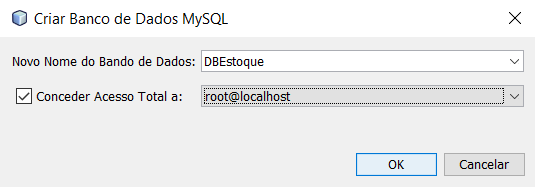 Criar Banco de Dados MySQL
Novo Nome do Bando de Dados: DBEstoque
Conceder Acesso Total a: root@localhost
OK Cancelar